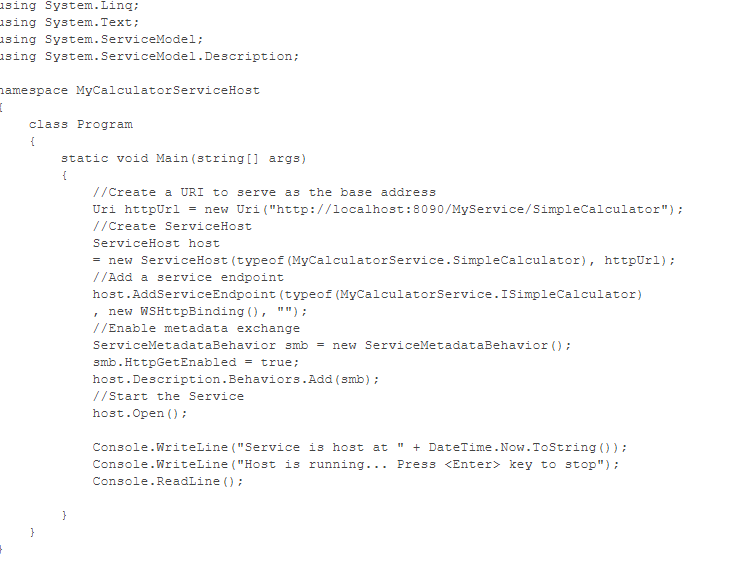 using System.Linq;
using System.Text;
using System.ServiceModel;
using System.ServiceModel.Description;
namespace MyCalculatorServiceHost
{
class Program
{
static void Main(string[] args)
{
//Create a URI to serve as the base address
Uri httpUrl = new Uri("http://localhost:8090/MyService/SimpleCalculator");
//Create ServiceHost
ServiceHost host
= new ServiceHost(typeof(MyCalculatorService.SimpleCalculator), httpUrl);
//Add a service endpoint
host.AddServiceEndpoint(typeof(MyCalculatorService.ISimpleCalculator)
, new WSHttpBinding(), "");
//Enable metadata exchange
ServiceMetadataBehavior smb = new ServiceMetadataBehavior();
smb.HttpGetEnabled = true;
host.Description.Behaviors.Add(smb);
//Start the Service
host.Open();
Console.WriteLine("Service is host at " + DateTime.Now.ToString());
Console.WriteLine("Host is running... Press <Enter> key to stop");
Console.ReadLine();
}
}
}